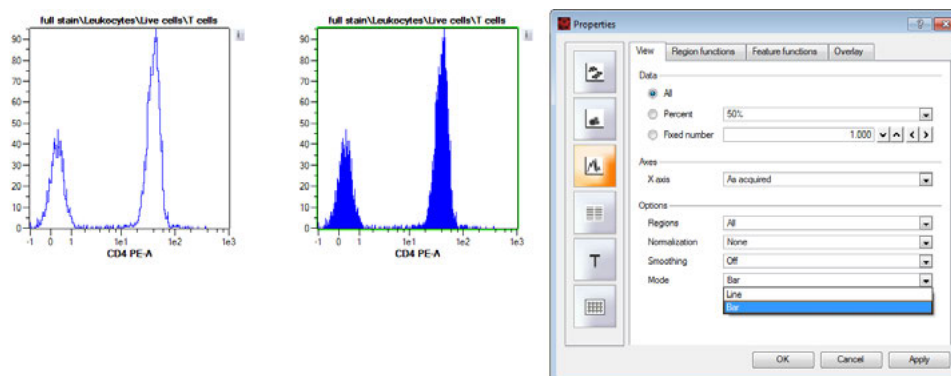 full stain\Leukocytes\Live cells\T cells
90
80
70
60
50
40
30
20
10
0
-1 0 1 1e1 1e2 1e3
CD4 PE-A
full stain\Leukocytes\Live cells\T cells
90
80
70
60
50
40
30
20
10
0
-1 0 1 1e1 1e2 1e3
CD4 PE-A
Properties
View Region functions Feature functions Overlay
Data
All
Percent 50%
Fixed number 1.000
Axes
X axis As acquired
Options
Regions All
Normalization None
Smoothing Off
Mode Bar
Line
Bar
T
OK Cancel Apply